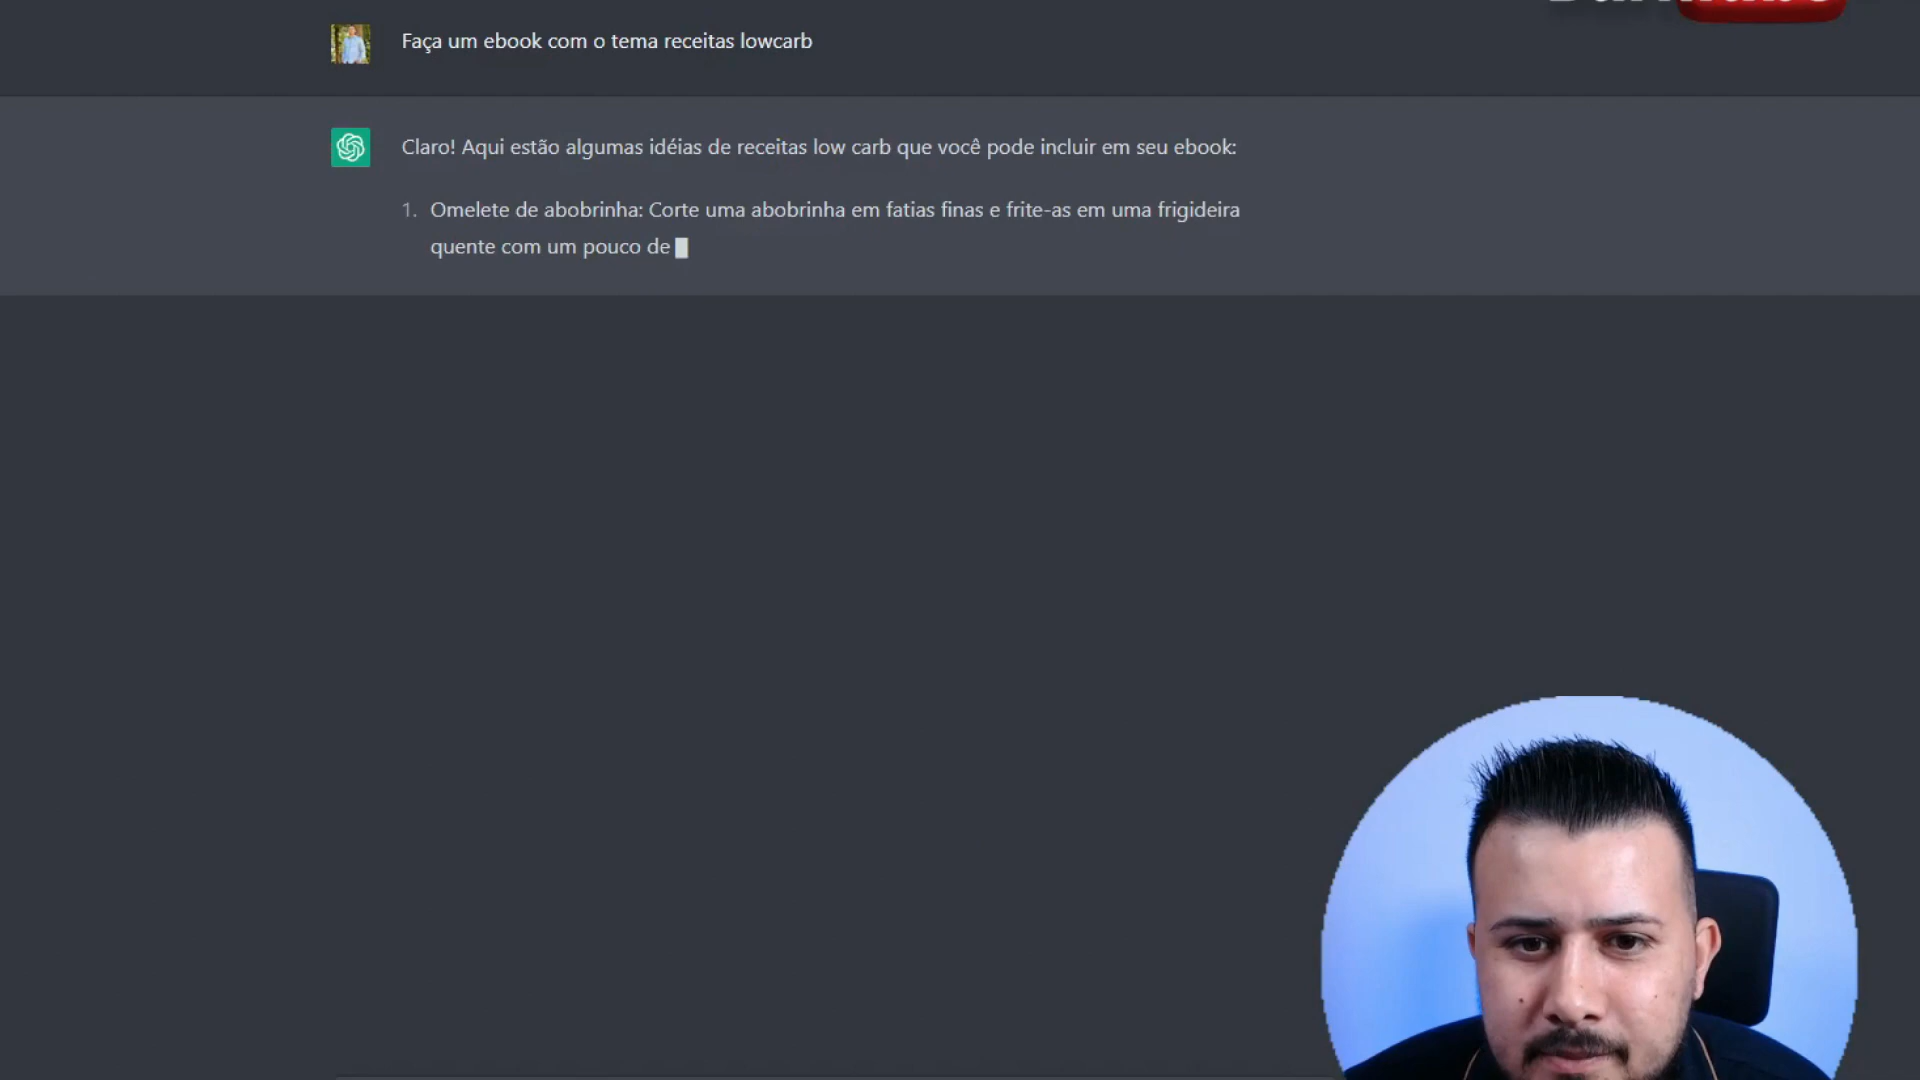 Faça um ebook com o tema receitas lowcarb
Claro! Aqui estão algumas idéias de receitas low carb que você pode incluir em seu ebook:
1. Omelete de abobrinha: Corte uma abobrinha em fatias finas e frite-as em uma frigideira
quente com um pouco de